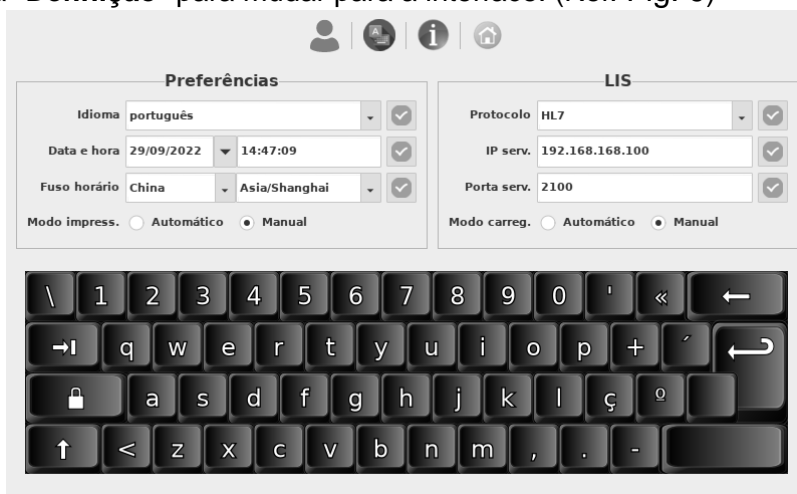 "Definição" para mudar para a interface. (Ref. Fig.
Preferências
Idioma português
Data e hora 29/09/2022 14:47:09
Fuso horário China Asia/Shanghai
Modo impress. Automático Manual
LIS
Protocolo HL7
IP serv. 192.168.168.100
Porta serv. 2100
Modo carreg. Automático Manual
\ 1 2 3 4 5 6 7 8 9 0 ' «
q w e r t y u i o p + ´
a s d f g h j k l ç º
< z x c v b n m , . -